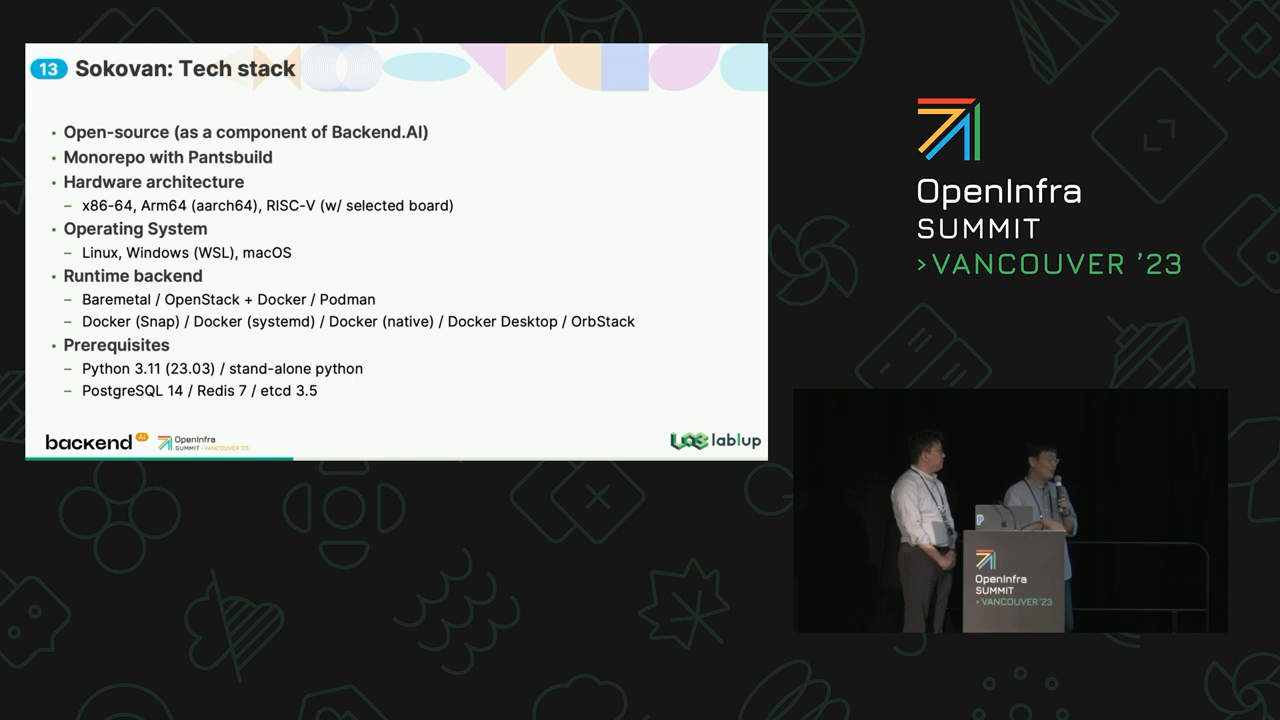 13 Sokovan: Tech stack
• Open-source (as a component of Backend.AI)
• Monorepo with Pantsbuild
• Hardware architecture
– x86-64, Arm64 (aarch64), RISC-V (w/ selected board)
• Operating System
– Linux, Windows (WSL), macOS
• Runtime backend
– Baremetal / OpenStack + Docker / Podman
– Docker (Snap) / Docker (systemd) / Docker (native) / Docker Desktop / OrbStack
• Prerequisites
– Python 3.11 (23.03) / stand-alone python
– PostgreSQL 14 / Redis 7 / etcd 3.5
backend AI
OpenInfra
SUMMIT >VANCOUVER '23
lablup
OpenInfra
SUMMIT
>VANCOUVER '23
OpenInfra
SUMMIT
>VANCOUVER '23